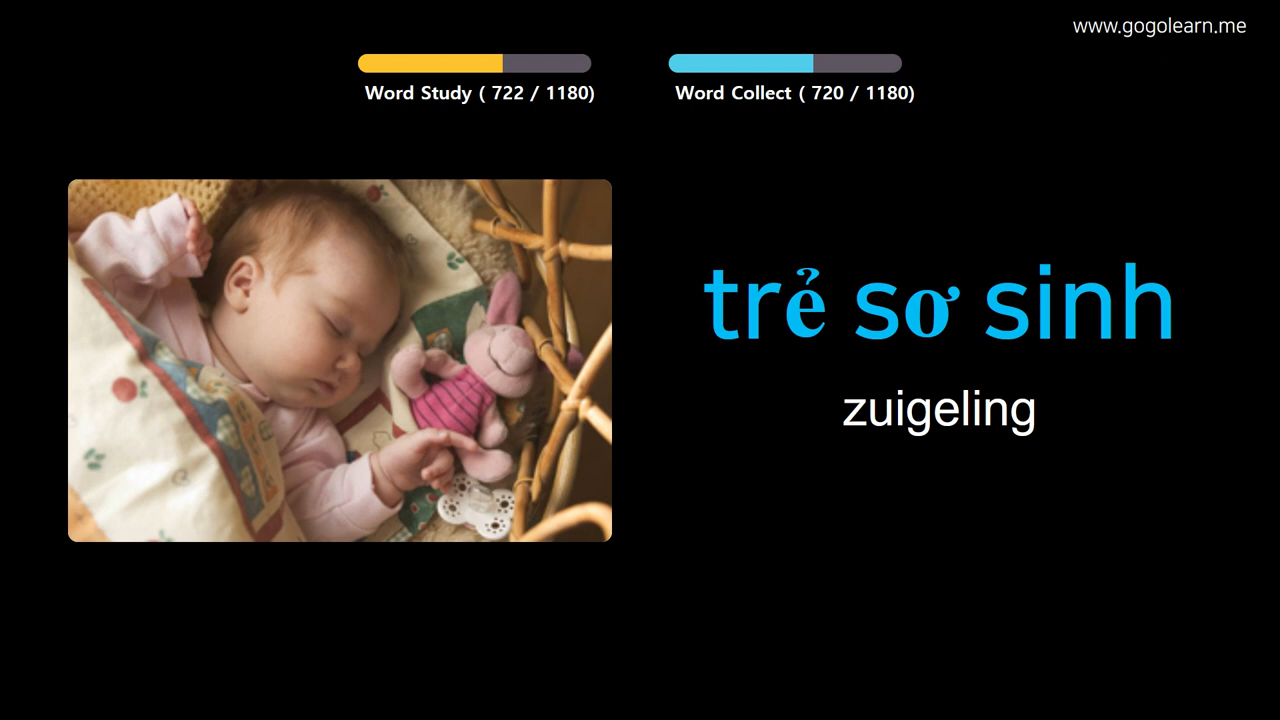 www.gogolearn.me
Word Study ( 722 / 1180)
Word Collect ( 720 / 1180)
trẻ sơ sinh
zuigeling